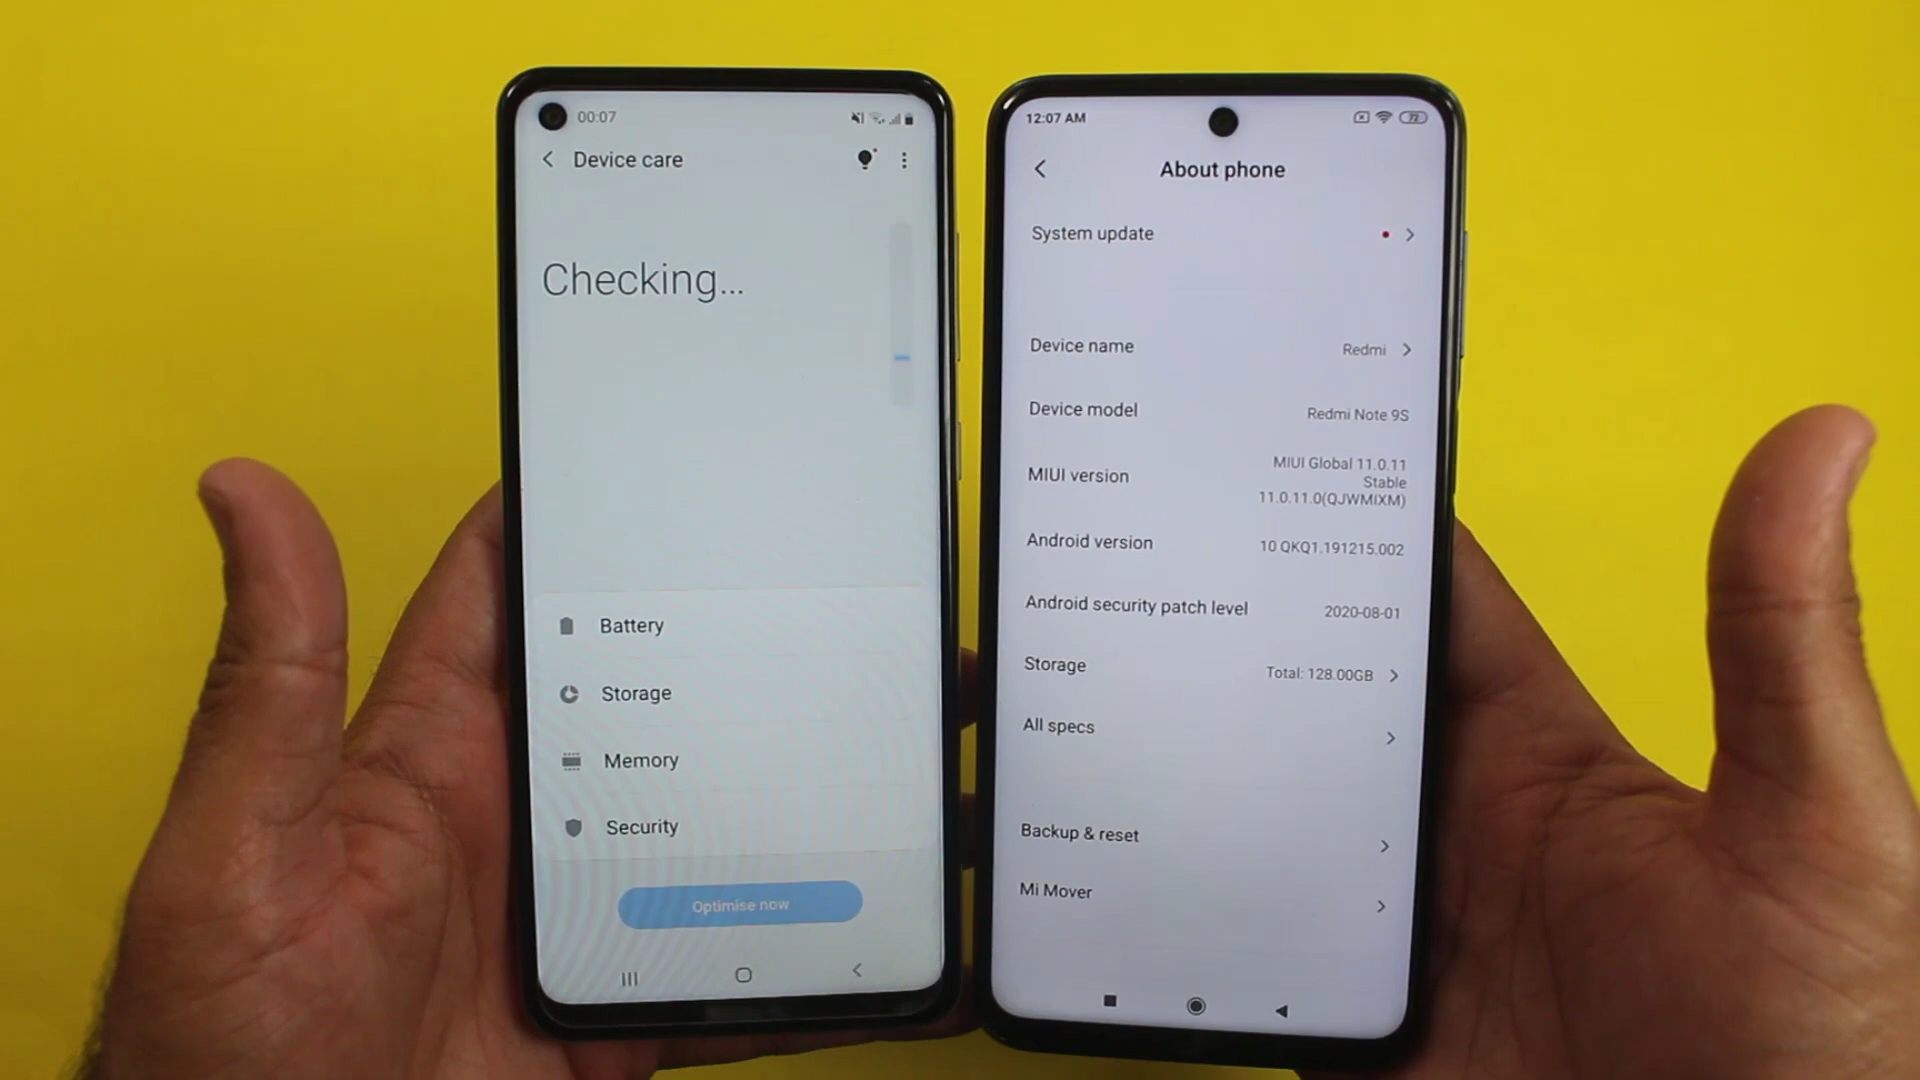 00:07
Device care
Checking...
Battery
Storage
Memory
Security
Optimise now
12:07 AM
72
About phone
System update
Device name
Redmi
Device model
Redmi Note 9S
MIUI version
MIUI Global 11.0.11
Stable
11.0.11.0(QJWMIXM)
Android version
10 QKQ1.191215.002
Android security patch level
2020-08-01
Storage
Total: 128.00GB
All specs
Backup & reset
Mi Mover